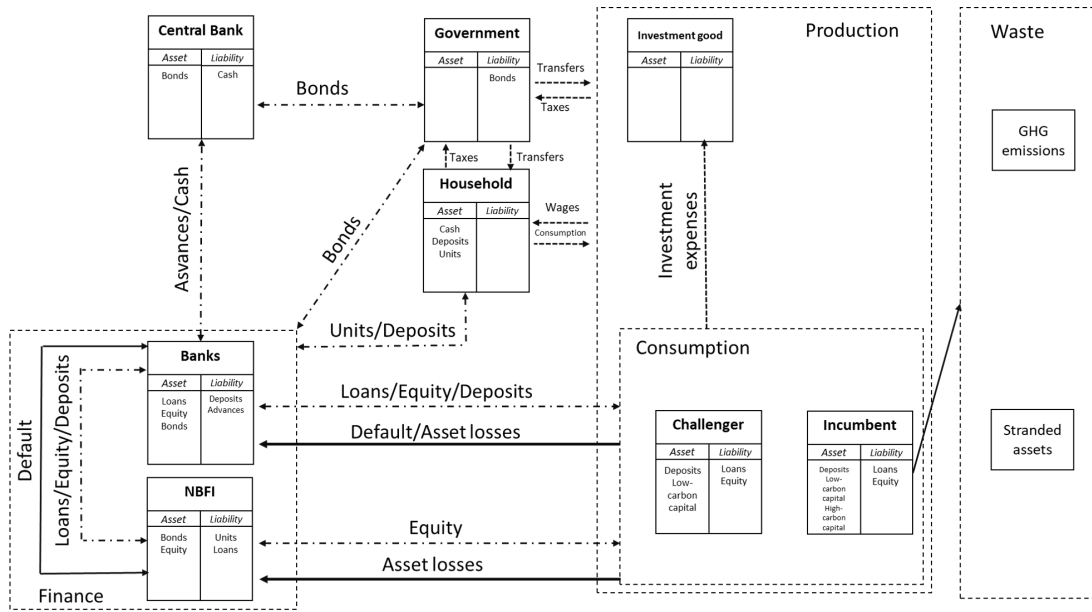 Central Bank
Asset Liability
Bonds Cash
Government
Asset Liability
Bonds
Bonds
Transfers
Taxes
Taxes
Transfers
Household
Asset Liability
Cash
Deposits
Units
Wages
Consumption
Production
Investment good
Asset Liability
Investment
expenses
Waste
GHG
emissions
Stranded
assets
Asvances/Cash
Bonds
Units/Deposits
Banks
Asset Liability
Loans Deposits
Equity Advances
Bonds
Default
Loans/Equity/Deposits
NBFI
Asset Liability
Bonds Units
Equity Loans
Finance
Loans/Equity/Deposits
Default/Asset losses
Equity
Asset losses
Consumption
Challenger
Asset Liability
Deposits Loans
Low- Equity
carbon
capital
Incumbent
Asset Liability
Deposits Loans
Low- Equity
carbon
capital
High-
carbon
capital